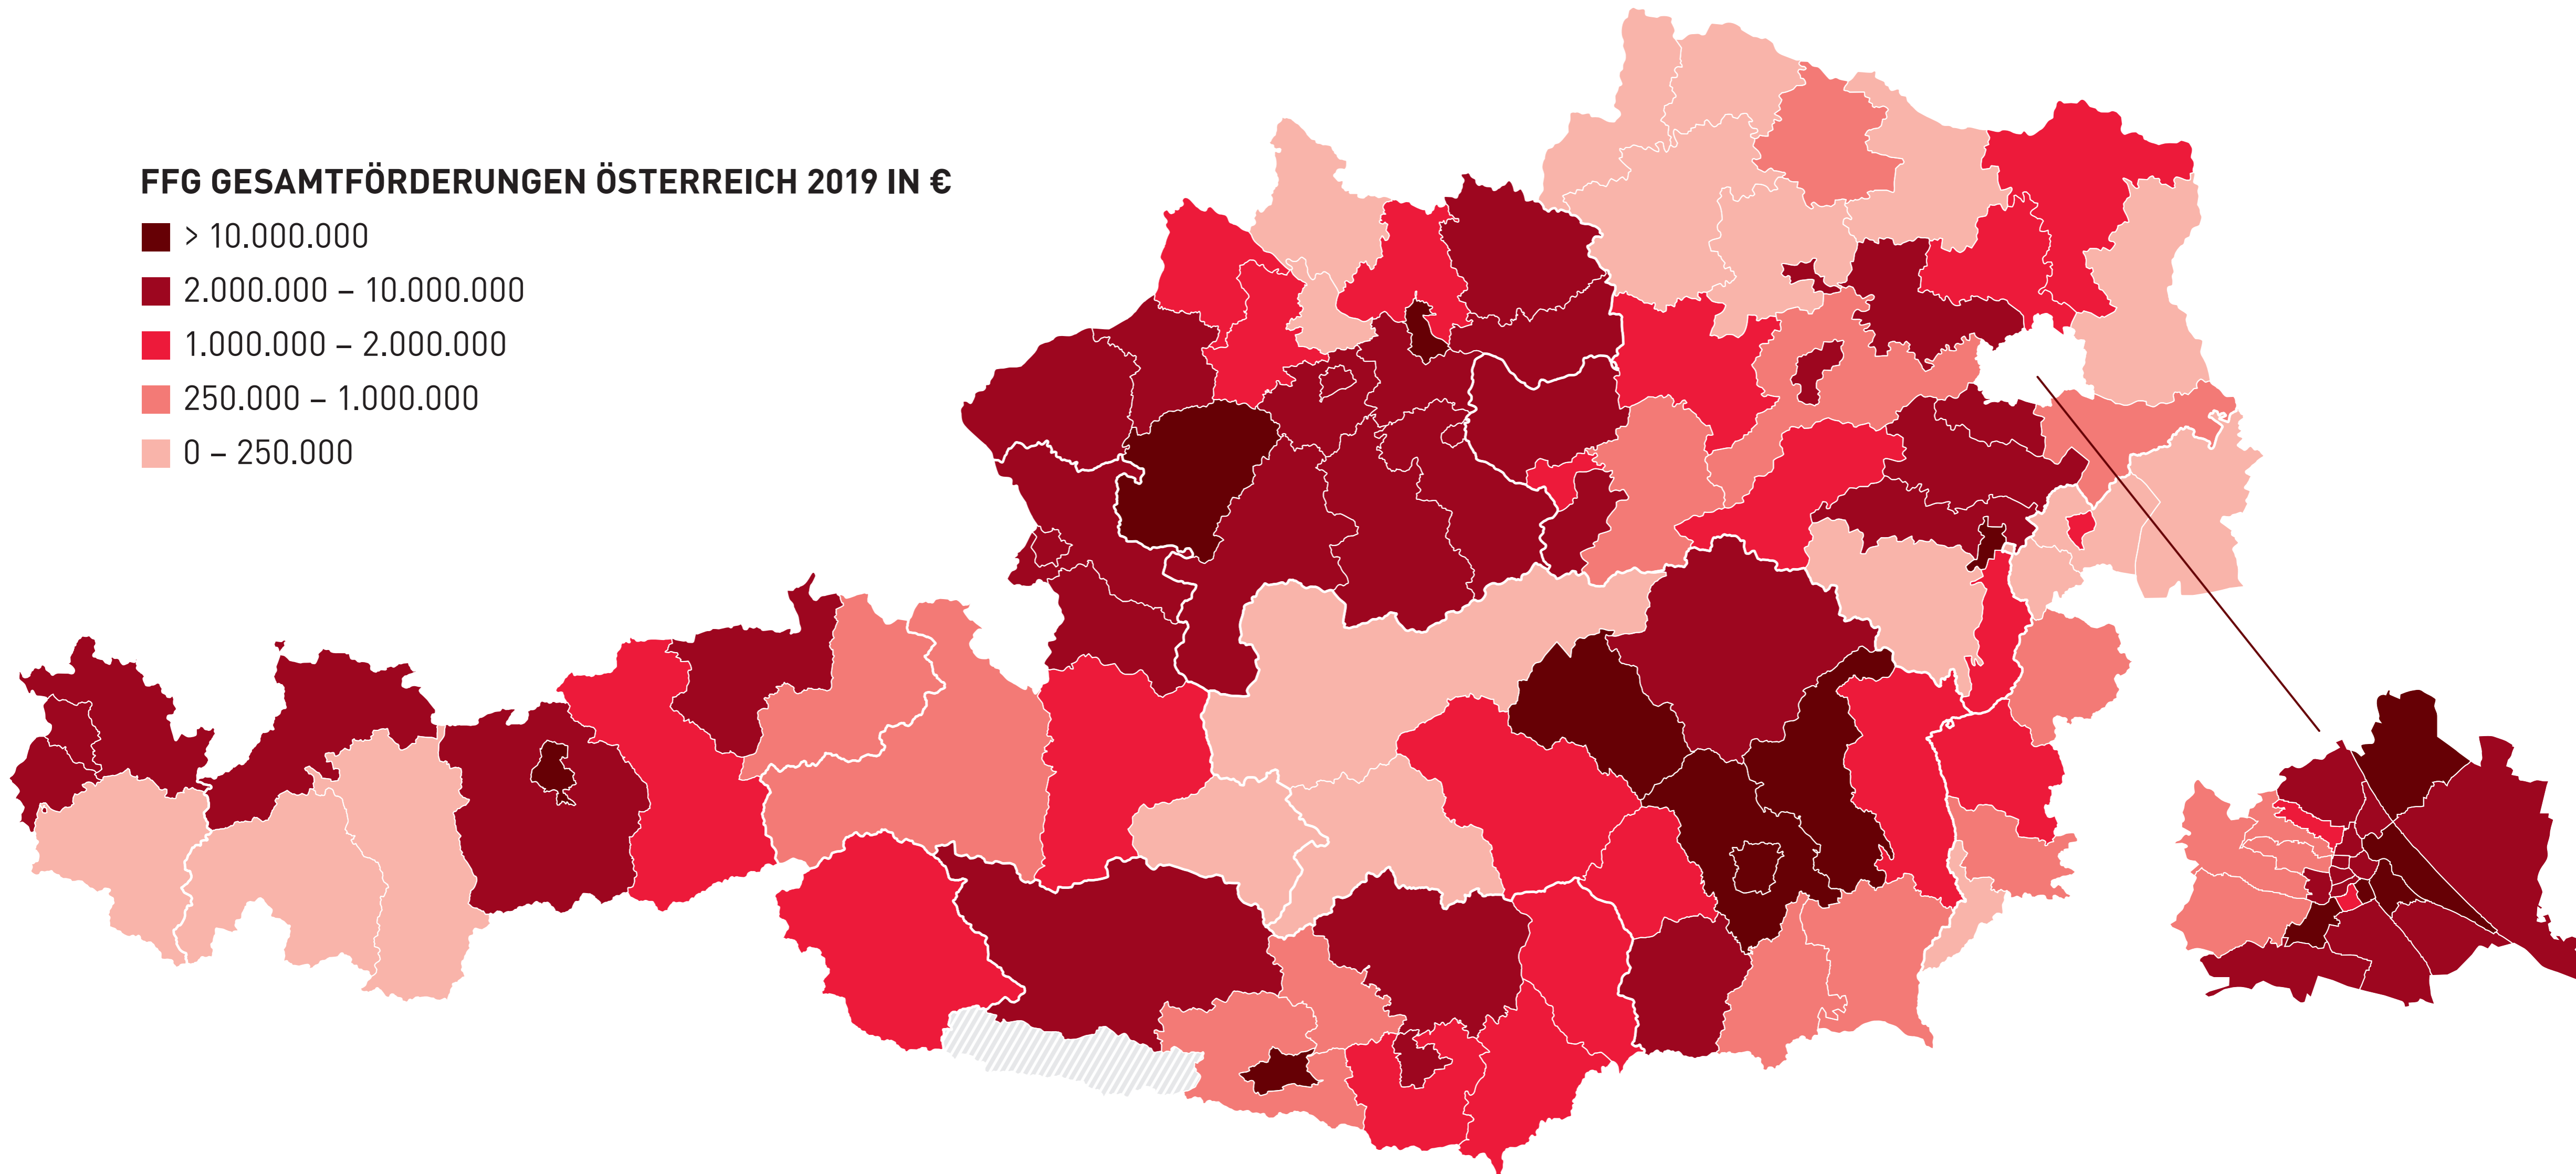 FFG GESAMTFÖRDERUNGEN ÖSTERREICH 2019 IN €
> 10.000.000
2.000.000 – 10.000.000
1.000.000 – 2.000.000
250.000 – 1.000.000
0 – 250.000